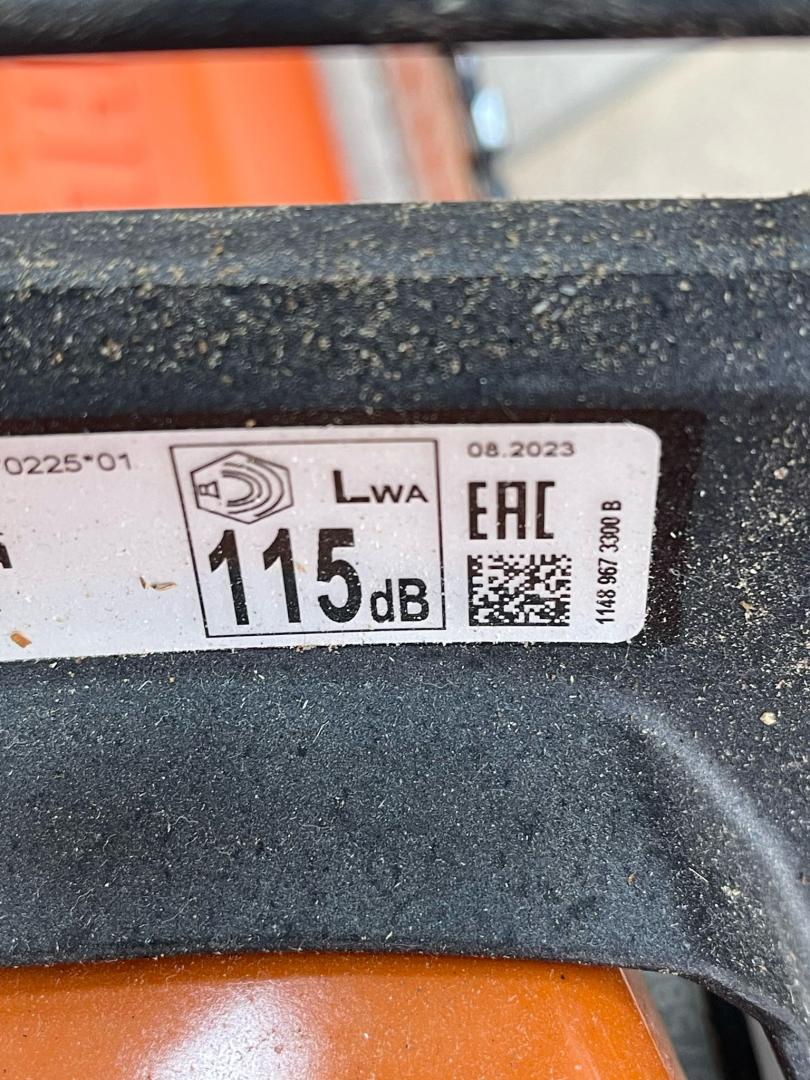 0225*01
LWA
115dB
08.2023
EAC
1148 967 3300 B